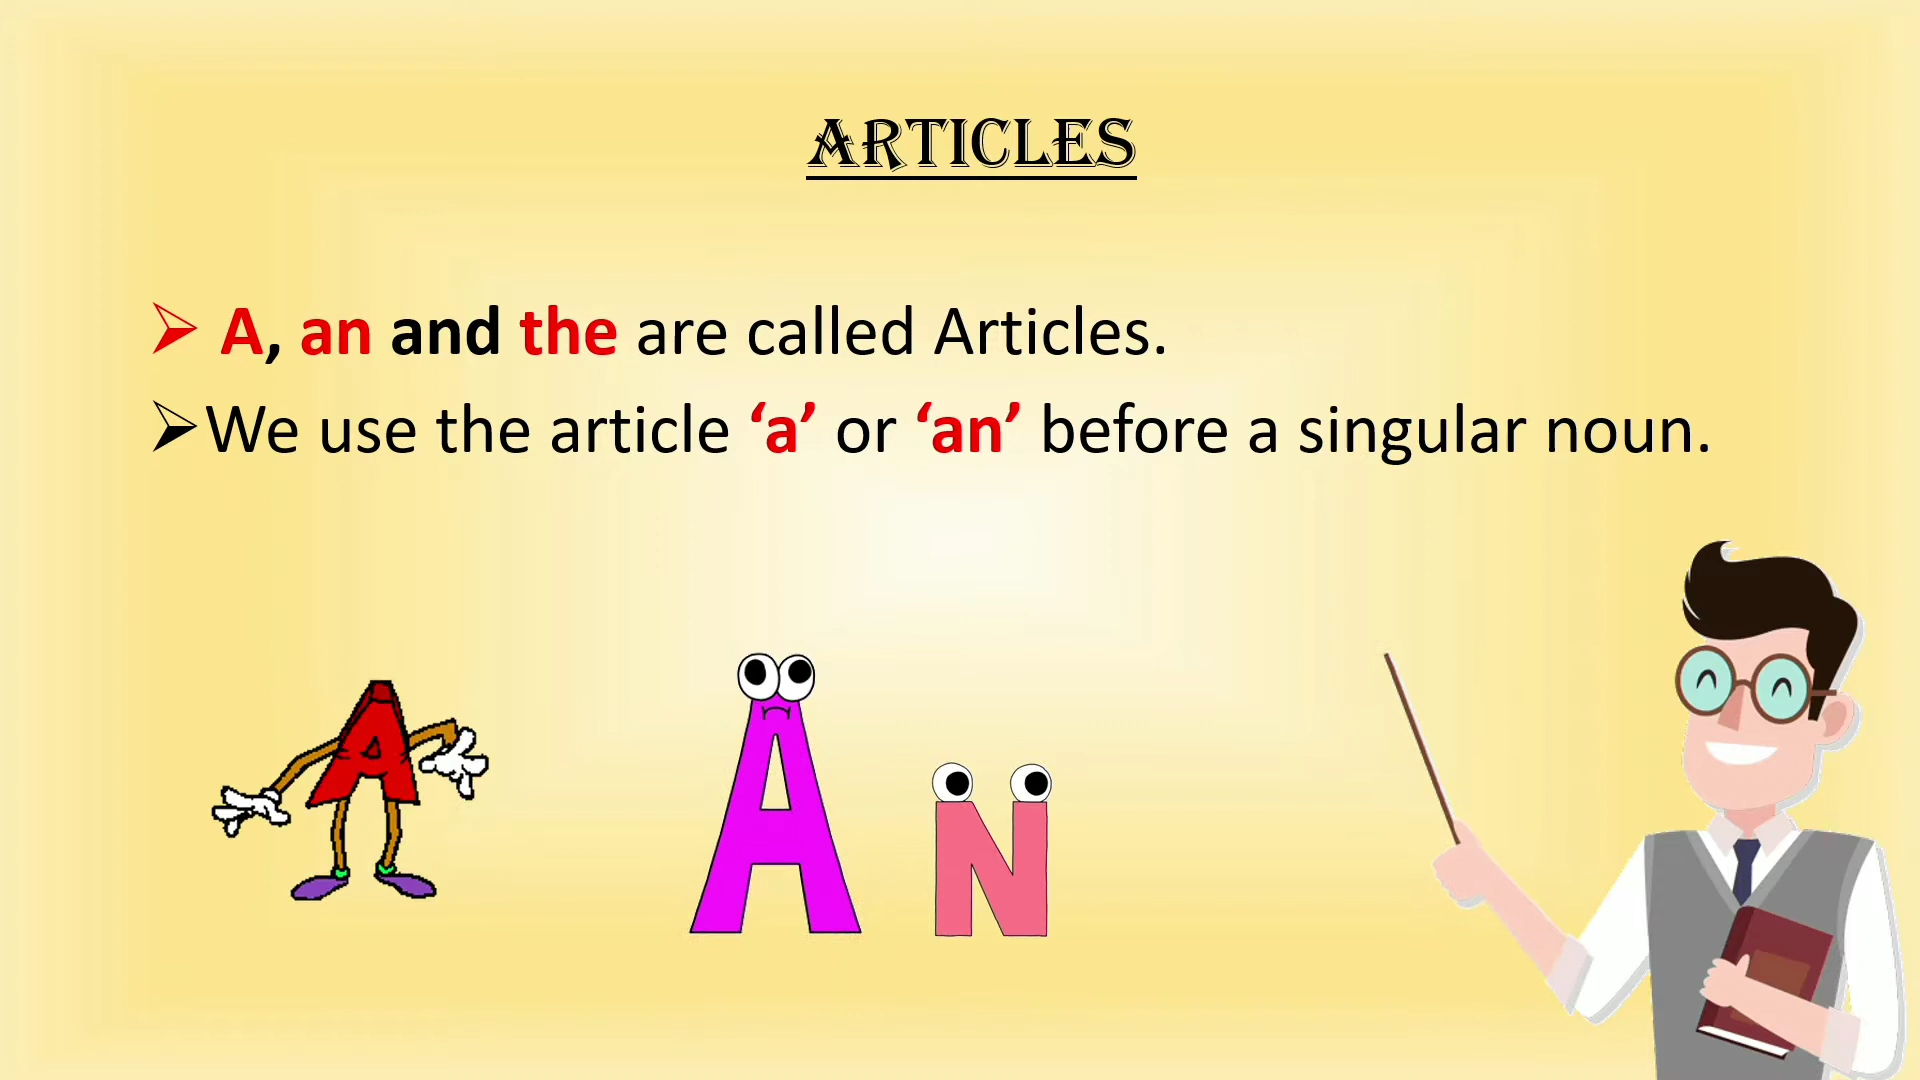 ARTICLES
➢ A, an and the are called Articles.
➢We use the article ‘a’ or ‘an’ before a singular noun.
A
A N